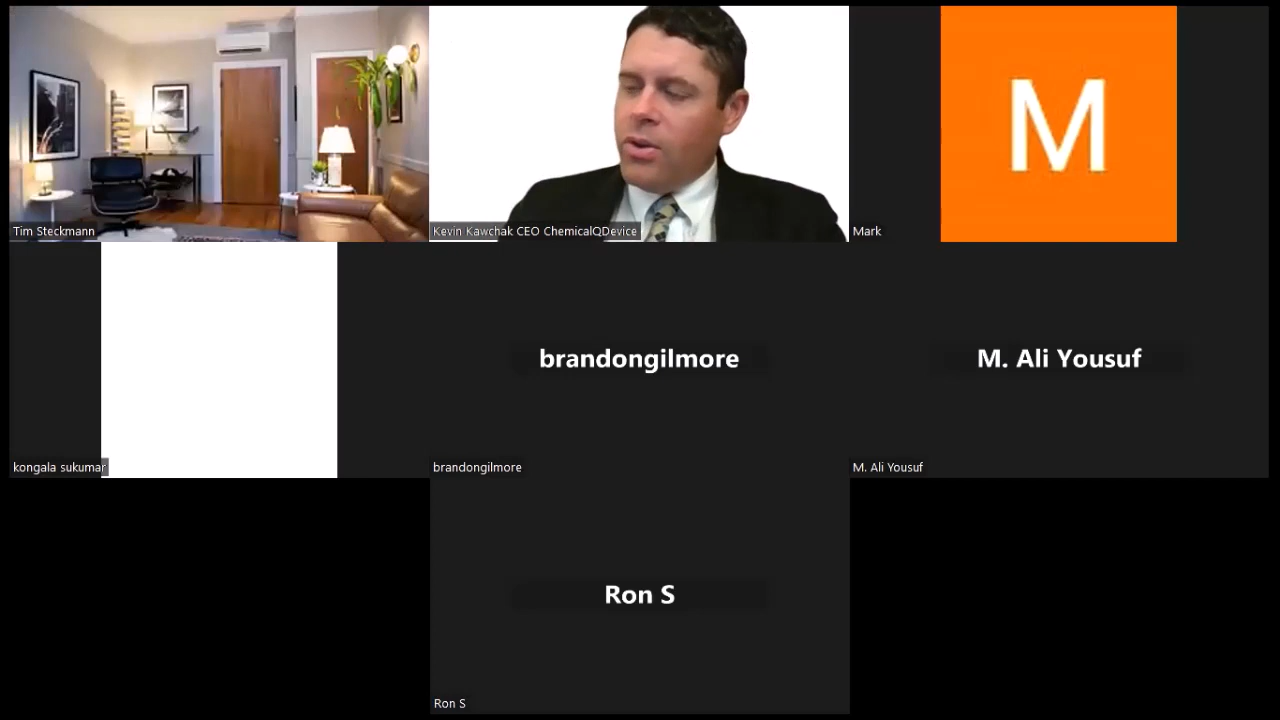 Tim Steckmann
Kevin Kawchak CEO ChemicalQDevice
M
Mark
kongala sukumar
brandongilmore
brandongilmore
M. Ali Yousuf
M. Ali Yousuf
Ron S
Ron S